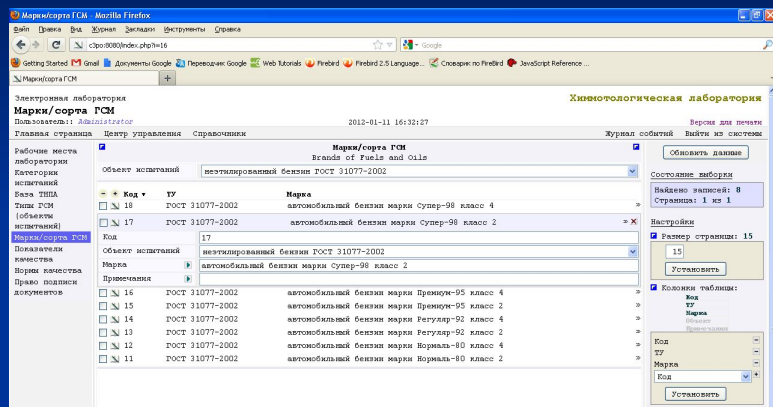 Марки/сорта ГСМ - Mozilla Firefox
Файл Правка Вид Журнал Закладки Инструменты Справка
c3po:8080/index.php?i=16
Google
Getting Started Gmail Документы Google Переводчик Google Web Tutorials Firebird Firebird 2.5 Language... Словарик по FireBird JavaScript Reference ...
Марки/сорта ГСМ +
Электронная лаборатория
Химмотологическая лаборатория
Марки/сорта ГСМ
Пользователь:: Administrator 2012-01-11 16:32:27 Версия для печати
Главная страница Центр управления Справочники Журнал событий Выйти из системы
Рабочие места лаборатории
Категории испытаний
База ТНПА
Типы ГСМ (объекты испытаний)
Марки/сорта ГСМ
Показатели качества
Нормы качества
Право подписи документов
Марки/сорта ГСМ
Brands of Fuels and Oils
Объект испытаний неэтилированный бензин ГОСТ 31077-2002
- + Код ▾ ТУ Марка
18 ГОСТ 31077-2002 автомобильный бензин марки Супер-98 класс 4 »
17 ГОСТ 31077-2002 автомобильный бензин марки Супер-98 класс 2 » X
Код 17
Объект испытаний неэтилированный бензин ГОСТ 31077-2002
Марка автомобильный бензин марки Супер-98 класс 2
Примечания
16 ГОСТ 31077-2002 автомобильный бензин марки Премиум-95 класс 4 »
15 ГОСТ 31077-2002 автомобильный бензин марки Премиум-95 класс 2 »
14 ГОСТ 31077-2002 автомобильный бензин марки Регуляр-92 класс 4 »
13 ГОСТ 31077-2002 автомобильный бензин марки Регуляр-92 класс 2 »
12 ГОСТ 31077-2002 автомобильный бензин марки Нормаль-80 класс 4 »
11 ГОСТ 31077-2002 автомобильный бензин марки Нормаль-80 класс 2 »
Обновить данные
Состояние выборки
Найдено записей: 8
Страница: 1 из 1
Настройки
Размер страницы: 15
15
Установить
Колонки таблицы:
Код
ТУ
Марка
Объект
Примечания
Код -
ТУ -
Марка -
Код +
Установить